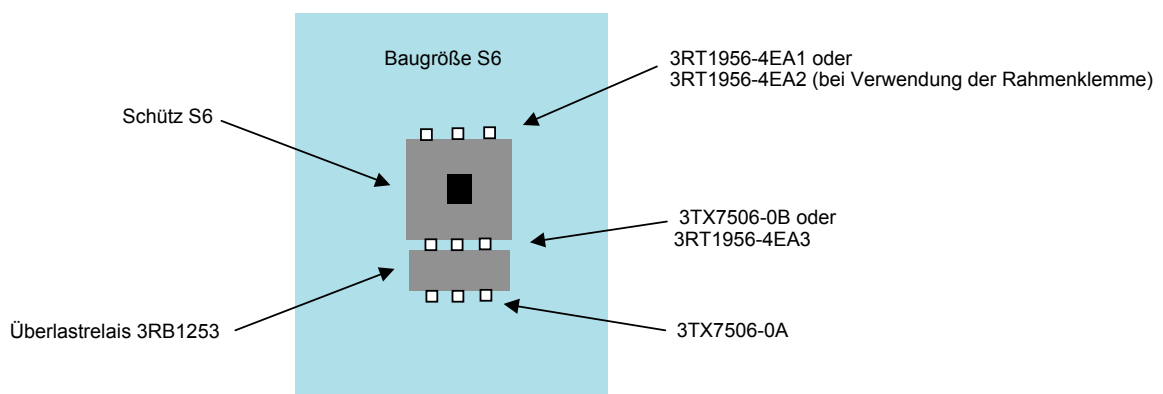 Baugröße S6
3RT1956-4EA1 oder
3RT1956-4EA2 (bei Verwendung der Rahmenklemme)
Schütz S6
3TX7506-0B oder
3RT1956-4EA3
Überlastrelais 3RB1253
3TX7506-0A